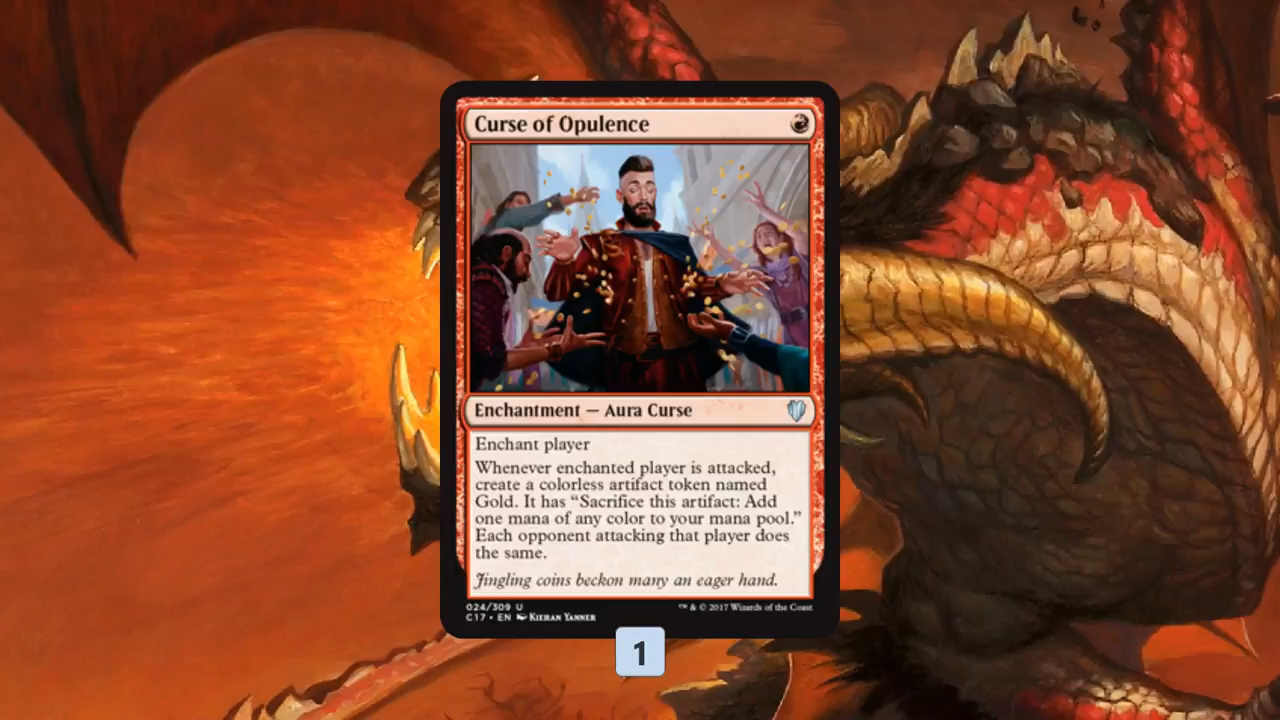 Curse of Opulence
Enchantment — Aura Curse
Enchant player
Whenever enchanted player is attacked,
create a colorless artifact token named
Gold. It has “Sacrifice this artifact: Add
one mana of any color to your mana pool.”
Each opponent attacking that player does
the same.
Jingling coins beckon many an eager hand.
024/309 U
C17 • EN KIERAN YANNER
™ & © 2017 Wizards of the Coast
1